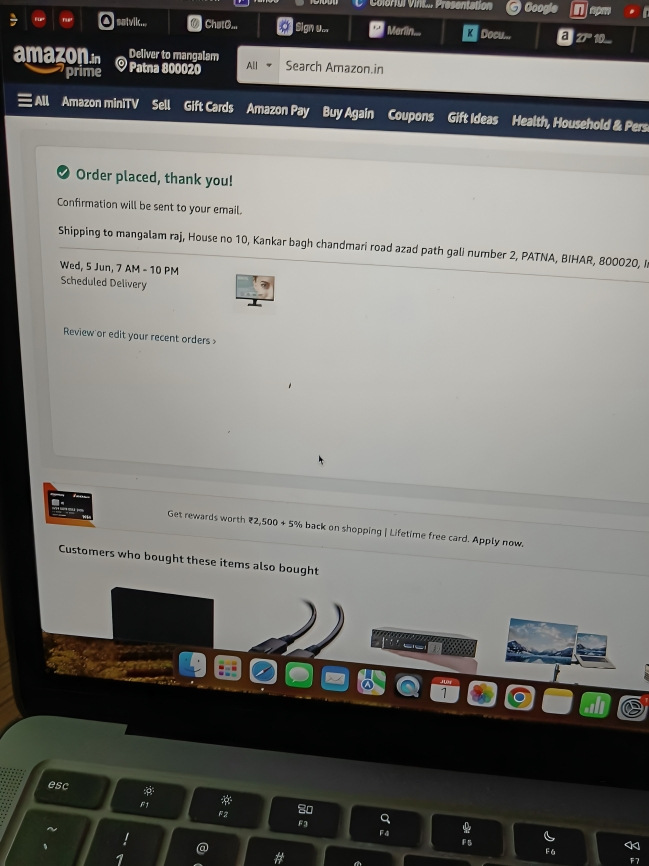 Colorful Vint... Presentation
Google
npm
satvik...
ChatG...
Sign u...
Merlin...
Docu...
27" 10...
amazon.in
prime
Deliver to mangalam
Patna 800020
All
Search Amazon.in
All Amazon miniTV Sell Gift Cards Amazon Pay Buy Again Coupons Gift Ideas Health, Household & Pers
Order placed, thank you!
Confirmation will be sent to your email.
Shipping to mangalam raj, House no 10, Kankar bagh chandmari road azad path gali number 2, PATNA, BIHAR, 800020, I
Wed, 5 Jun, 7 AM - 10 PM
Scheduled Delivery
Review or edit your recent orders ›
Get rewards worth ₹2,500 + 5% back on shopping | Lifetime free card. Apply now.
Customers who bought these items also bought
JUN
1
esc
F1
F2
F3
F4
F5
F6
F7
~
!
1
@
#